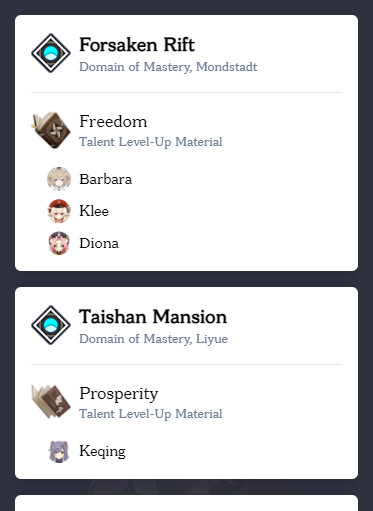 Forsaken Rift
Domain of Mastery, Mondstadt
Freedom
Talent Level-Up Material
Barbara
Klee
Diona
Taishan Mansion
Domain of Mastery, Liyue
Prosperity
Talent Level-Up Material
Keqing